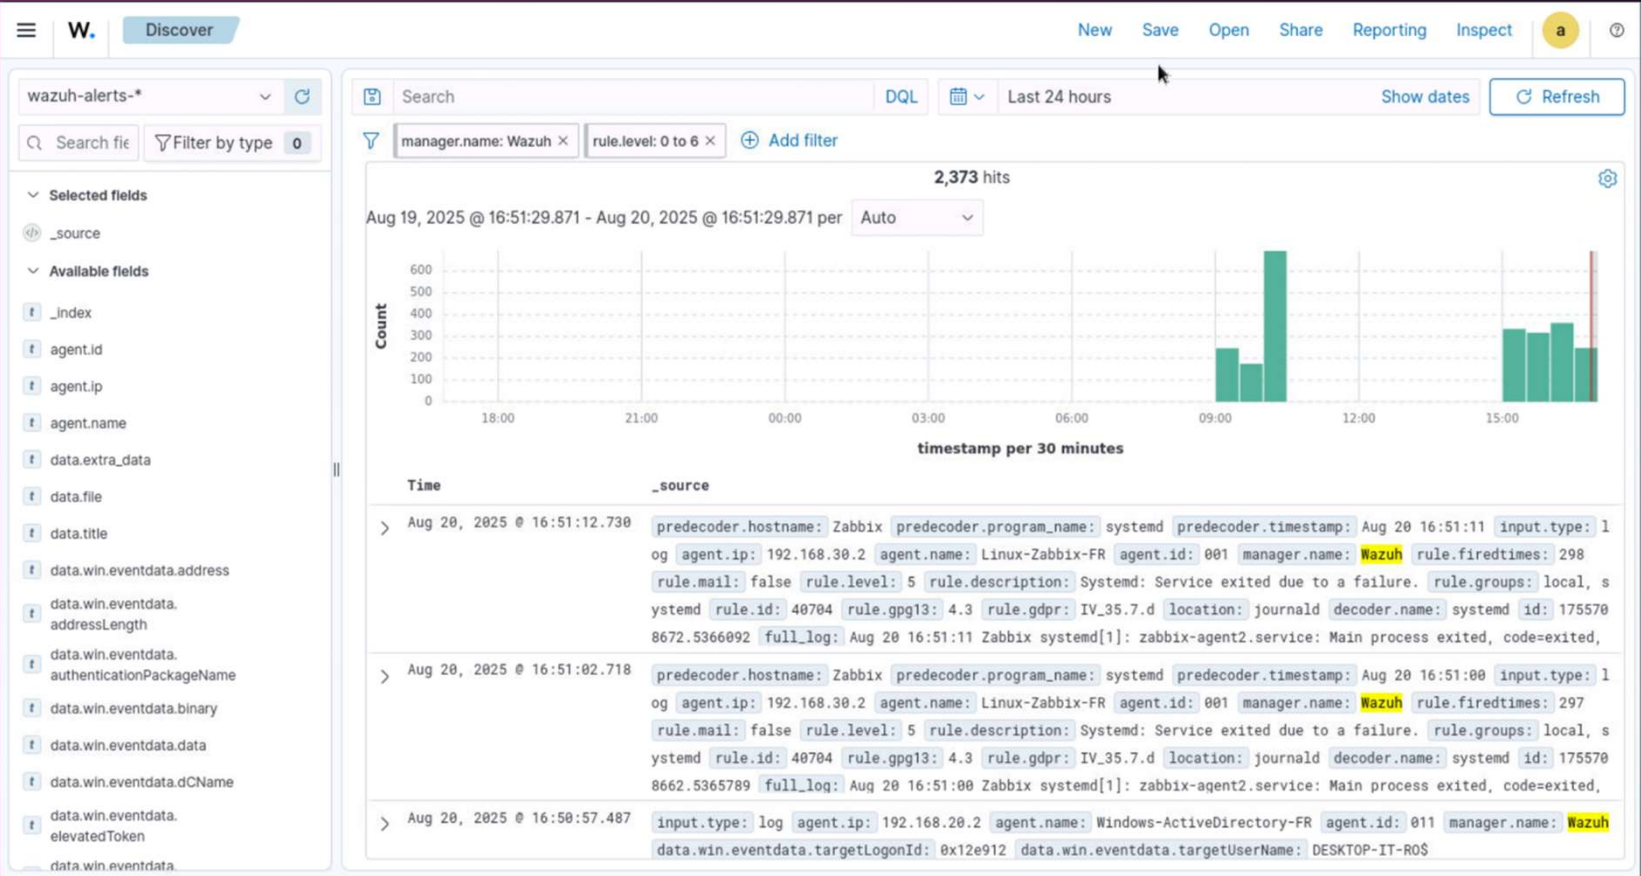 W. Discover New Save Open Share Reporting Inspect a
wazuh-alerts-*
Search DQL Last 24 hours Show dates Refresh
Search fie Filter by type 0
manager.name: Wazuh × rule.level: 0 to 6 × Add filter
Selected fields
_source
Available fields
t _index
t agent.id
t agent.ip
t agent.name
t data.extra_data
t data.file
t data.title
t data.win.eventdata.address
t data.win.eventdata.
addressLength
t data.win.eventdata.
authenticationPackageName
t data.win.eventdata.binary
t data.win.eventdata.data
t data.win.eventdata.dCName
t data.win.eventdata.
elevatedToken
data.win.eventdata.
2,373 hits
Aug 19, 2025 @ 16:51:29.871 - Aug 20, 2025 @ 16:51:29.871 per Auto
Count
600
500
400
300
200
100
0
18:00 21:00 00:00 03:00 06:00 09:00 12:00 15:00
timestamp per 30 minutes
Time _source
Aug 20, 2025 @ 16:51:12.730 predecoder.hostname: Zabbix predecoder.program_name: systemd predecoder.timestamp: Aug 20 16:51:11 input.type: l
og agent.ip: 192.168.30.2 agent.name: Linux-Zabbix-FR agent.id: 001 manager.name: Wazuh rule.firedtimes: 298
rule.mail: false rule.level: 5 rule.description: Systemd: Service exited due to a failure. rule.groups: local, s
ystemd rule.id: 40704 rule.gpg13: 4.3 rule.gdpr: IV_35.7.d location: journald decoder.name: systemd id: 175570
8672.5366092 full_log: Aug 20 16:51:11 Zabbix systemd[1]: zabbix-agent2.service: Main process exited, code=exited,
Aug 20, 2025 @ 16:51:02.718 predecoder.hostname: Zabbix predecoder.program_name: systemd predecoder.timestamp: Aug 20 16:51:00 input.type: l
og agent.ip: 192.168.30.2 agent.name: Linux-Zabbix-FR agent.id: 001 manager.name: Wazuh rule.firedtimes: 297
rule.mail: false rule.level: 5 rule.description: Systemd: Service exited due to a failure. rule.groups: local, s
ystemd rule.id: 40704 rule.gpg13: 4.3 rule.gdpr: IV_35.7.d location: journald decoder.name: systemd id: 175570
8662.5365789 full_log: Aug 20 16:51:00 Zabbix systemd[1]: zabbix-agent2.service: Main process exited, code=exited,
Aug 20, 2025 @ 16:50:57.487 input.type: log agent.ip: 192.168.20.2 agent.name: Windows-ActiveDirectory-FR agent.id: 011 manager.name: Wazuh
data.win.eventdata.targetLogonId: 0x12e912 data.win.eventdata.targetUserName: DESKTOP-IT-RO$